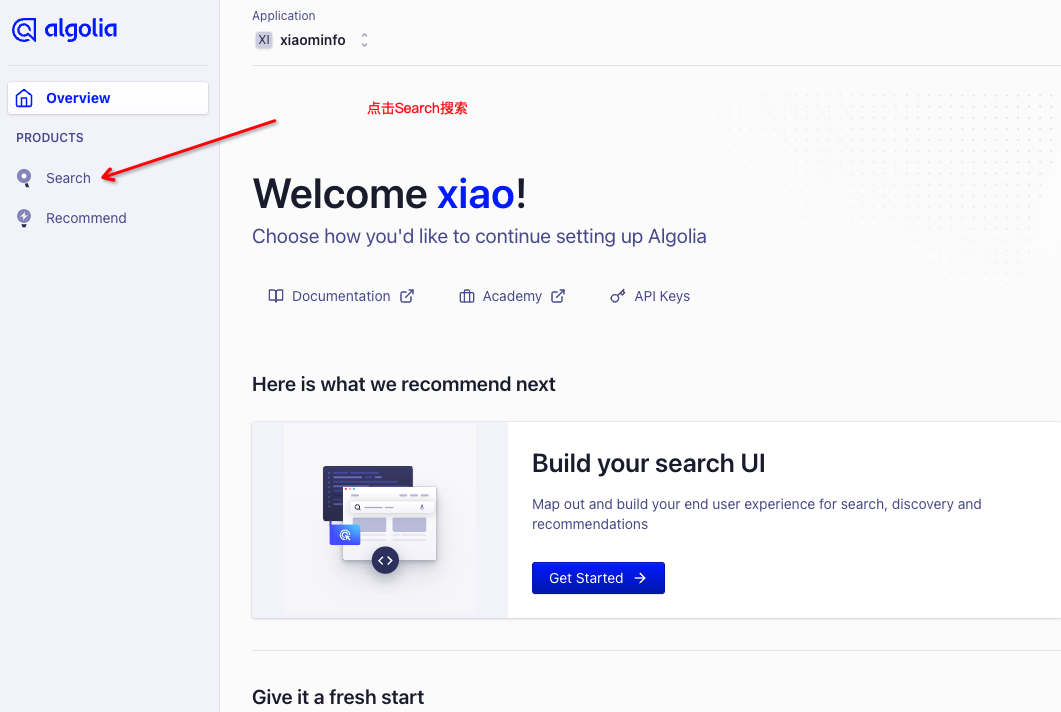 algolia
Application
XI xiaominfo
Overview
点击Search搜索
PRODUCTS
Search
Recommend
Welcome xiao!
Choose how you'd like to continue setting up Algolia
Documentation
Academy
API Keys
Here is what we recommend next
Build your search UI
Map out and build your end user experience for search, discovery and
recommendations
Get Started
Give it a fresh start